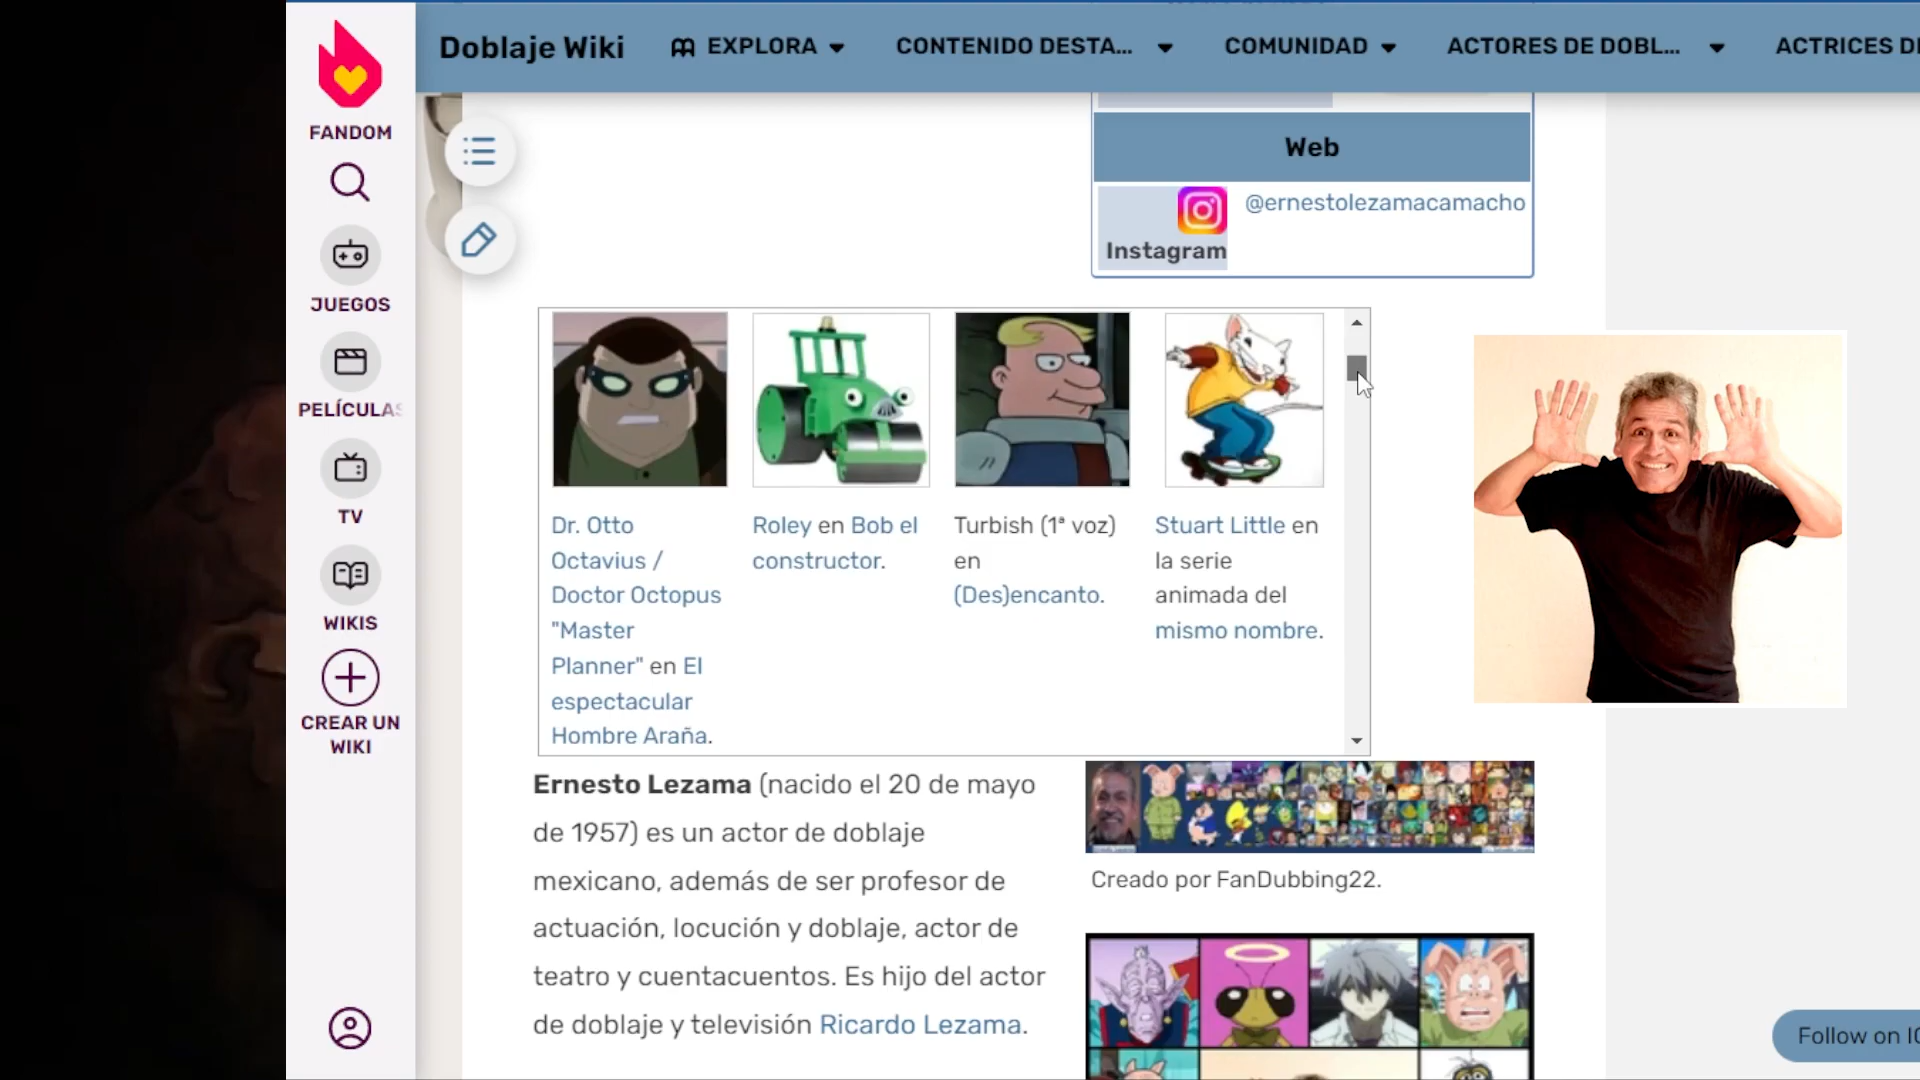 Doblaje Wiki
EXPLORA
CONTENIDO DESTA...
COMUNIDAD
ACTORES DE DOBL...
ACTRICES DE
FANDOM
JUEGOS
PELÍCULAS
TV
WIKIS
CREAR UN
WIKI
Web
Instagram
@ernestolezamacamacho
Dr. Otto
Octavius /
Doctor Octopus
"Master
Planner" en El
espectacular
Hombre Araña.
Roley en Bob el
constructor.
Turbish (1ª voz)
en
(Des)encanto.
Stuart Little en
la serie
animada del
mismo nombre.
Ernesto Lezama (nacido el 20 de mayo
de 1957) es un actor de doblaje
mexicano, además de ser profesor de
actuación, locución y doblaje, actor de
teatro y cuentacuentos. Es hijo del actor
de doblaje y televisión Ricardo Lezama.
Creado por FanDubbing22.
Follow on IG